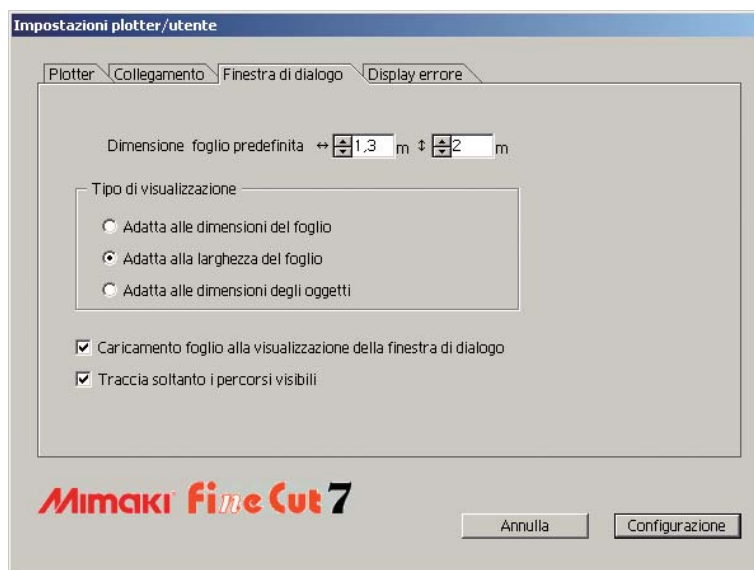 Impostazioni plotter/utente
Plotter Collegamento Finestra di dialogo Display errore
Dimensione foglio predefinita ↔ 1,3 m ↕ 2 m
Tipo di visualizzazione
Adatta alle dimensioni del foglio
Adatta alla larghezza del foglio
Adatta alle dimensioni degli oggetti
Caricamento foglio alla visualizzazione della finestra di dialogo
Traccia soltanto i percorsi visibili
Mimaki FineCut 7
Annulla Configurazione